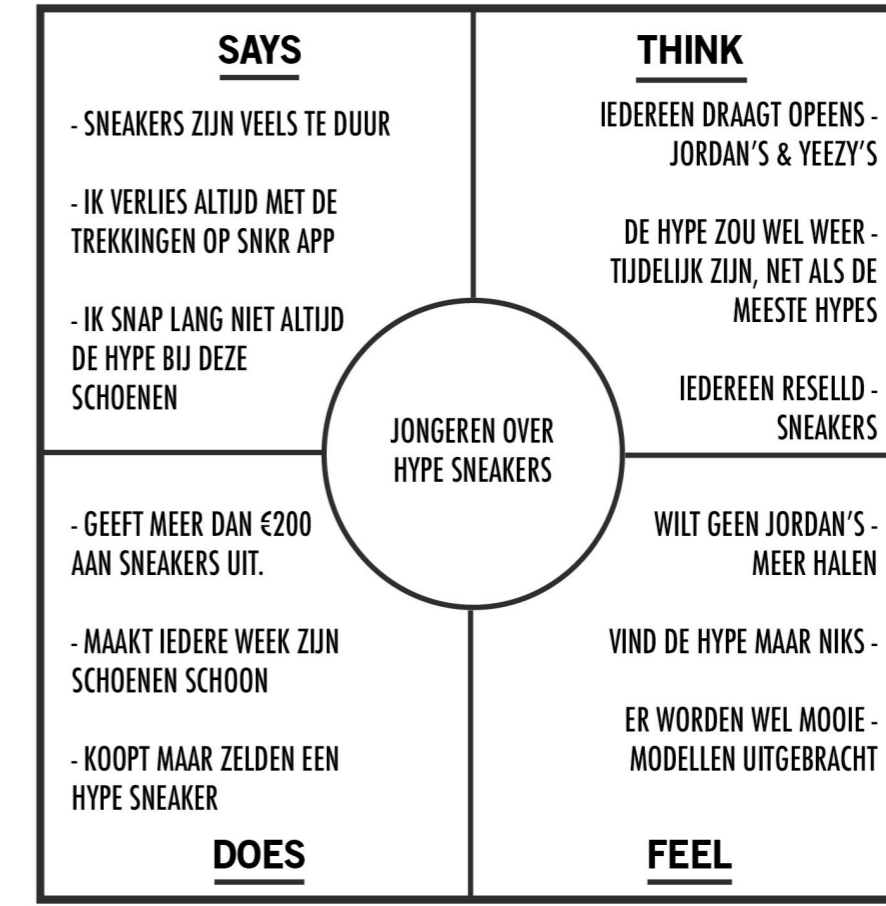 SAYS
- SNEAKERS ZIJN VEELS TE DUUR
- IK VERLIES ALTIJD MET DE
TREKKINGEN OP SNKR APP
- IK SNAP LANG NIET ALTIJD
DE HYPE BIJ DEZE
SCHOENEN
THINK
IEDEREEN DRAAGT OPEENS -
JORDAN'S & YEEZY'S
DE HYPE ZOU WEL WEER -
TIJDELIJK ZIJN, NET ALS DE
MEESTE HYPES
IEDEREEN RESELLD -
SNEAKERS
JONGEREN OVER
HYPE SNEAKERS
- GEEFT MEER DAN €200
AAN SNEAKERS UIT.
- MAAKT IEDERE WEEK ZIJN
SCHOENEN SCHOON
- KOOPT MAAR ZELDEN EEN
HYPE SNEAKER
DOES
WILT GEEN JORDAN'S -
MEER HALEN
VIND DE HYPE MAAR NIKS -
ER WORDEN WEL MOOIE -
MODELLEN UITGEBRACHT
FEEL